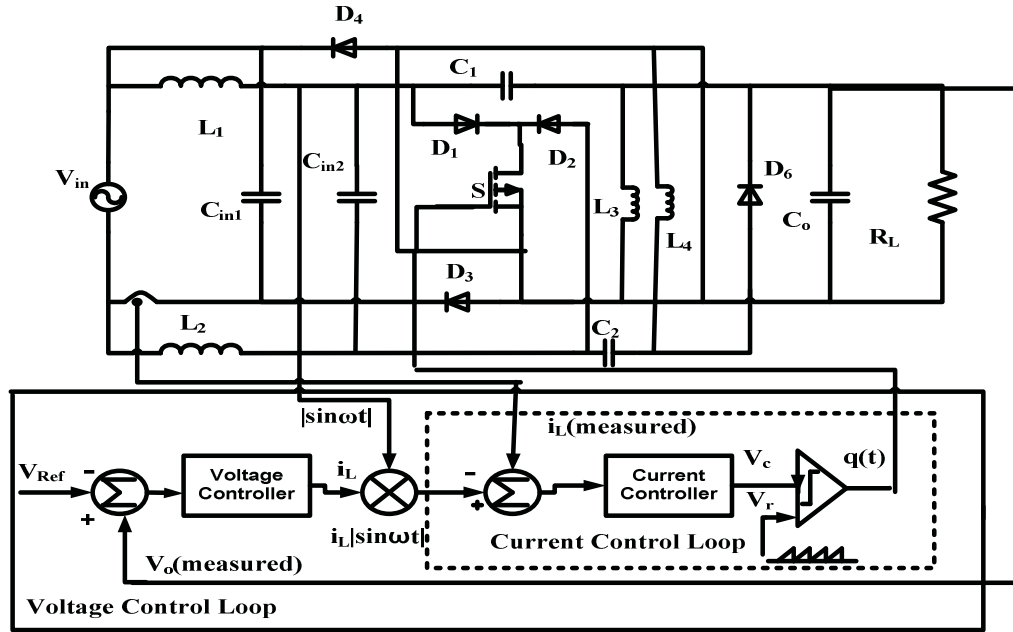 D4
C1
L1
D1
D2
Cin2
Vin
S
D6
Cin1
L3
Co
L4
RL
D3
L2
C2
|sinωt|
iL(measured)
VRef
-
+
Σ
Voltage
Controller
iL
iL|sinωt|
-
+
Σ
Current
Controller
Vc
Vr
q(t)
Current Control Loop
Vo(measured)
Voltage Control Loop